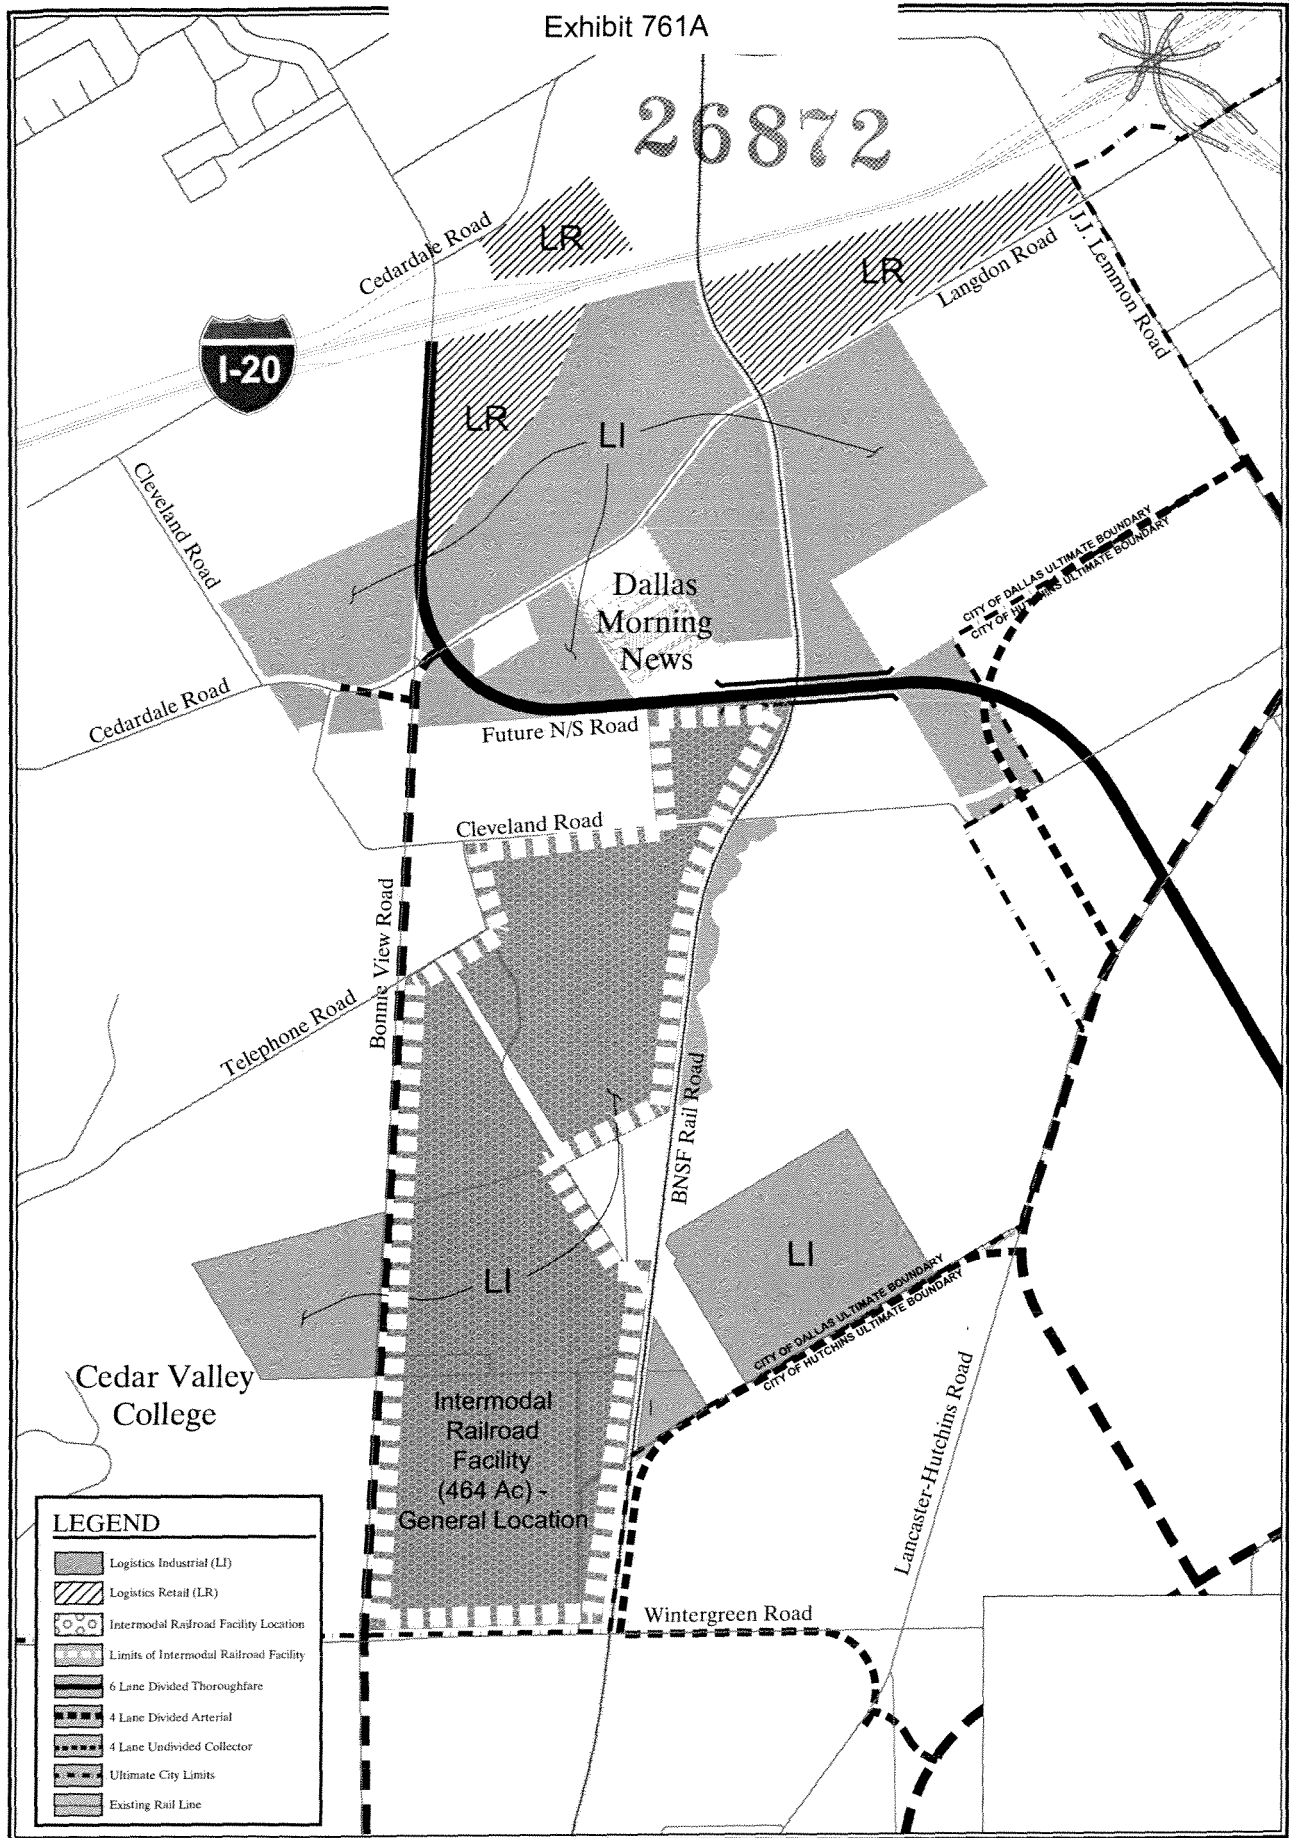 Exhibit 761A
26872
Cedardale Road
LR
LR
Langdon Road
J.J. Lemmon Road
I-20
LR
LI
Cleveland Road
CITY OF DALLAS ULTIMATE BOUNDARY
CITY OF HUTCHINS ULTIMATE BOUNDARY
Dallas
Morning
News
Cedardale Road
Future N/S Road
Cleveland Road
Bonnie View Road
Telephone Road
BNSF Rail Road
LI
LI
CITY OF DALLAS ULTIMATE BOUNDARY
CITY OF HUTCHINS ULTIMATE BOUNDARY
Cedar Valley
College
Intermodal
Railroad
Facility
(464 Ac) -
General Location
Lancaster-Hutchins Road
Wintergreen Road
LEGEND
Logistics Industrial (LI)
Logistics Retail (LR)
Intermodal Railroad Facility Location
Limits of Intermodal Railroad Facility
6 Lane Divided Thoroughfare
4 Lane Divided Arterial
4 Lane Undivided Collector
Ultimate City Limits
Existing Rail Line